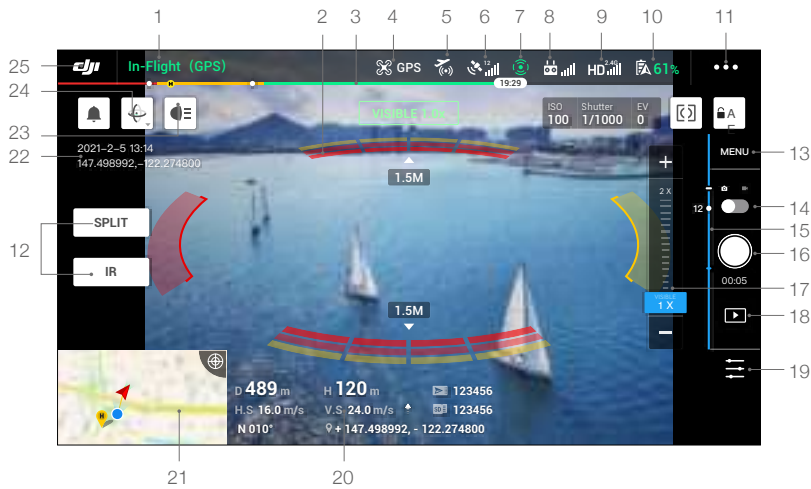 1 2 3 4 5 6 7 8 9 10 11
25 dji In-Flight (GPS) GPS 12 HD 2.4G 61%
24 H 19:29
VISIBLE 1.0x ISO 100 Shutter 1/1000 EV 0 A
E
23
22 2021-2-5 13:14
147.498992,-122.274800
1.5M
MENU 13
2 X
12 14
12 SPLIT
15
IR
16
00:05
17
VISIBLE
1 X
18
1.5M
D 489 m H 120 m 123456
19
H.S 16.0 m/s V.S 24.0 m/s SD 123456
H N 010° + 147.498992, - 122.274800
21 20